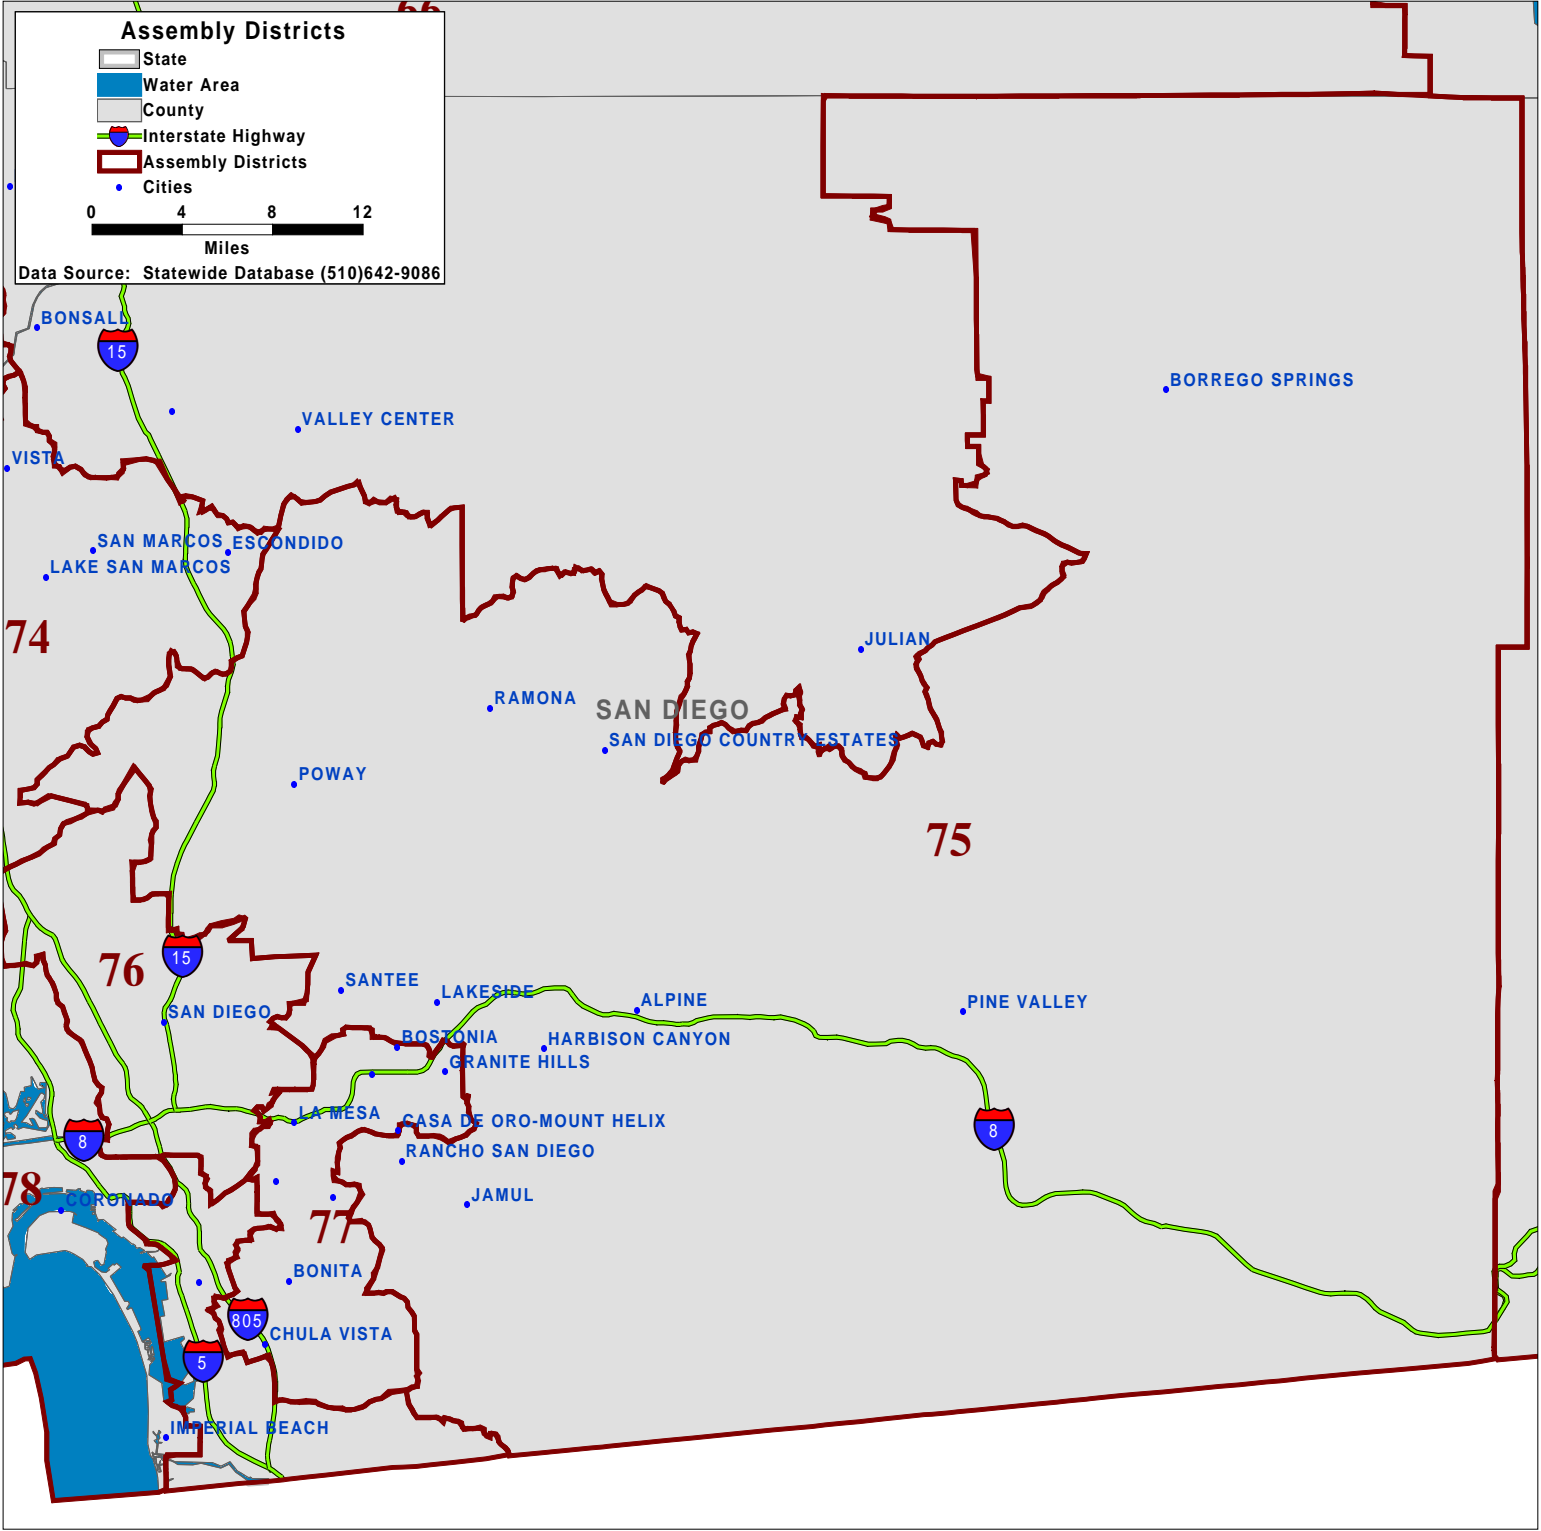 66
Assembly Districts
State
Water Area
County
Interstate Highway
Assembly Districts
Cities
0 4 8 12
Miles
Data Source: Statewide Database (510)642-9086
BONSALL
15
BORREGO SPRINGS
VALLEY CENTER
VISTA
SAN MARCOS
ESCONDIDO
LAKE SAN MARCOS
74
JULIAN
RAMONA
SAN DIEGO
SAN DIEGO COUNTRY ESTATES
POWAY
75
15
76
SANTEE
LAKESIDE
ALPINE
PINE VALLEY
SAN DIEGO
BOSTONIA
HARBISON CANYON
GRANITE HILLS
LA MESA
CASA DE ORO-MOUNT HELIX
8
8
RANCHO SAN DIEGO
78
CORONADO
JAMUL
77
BONITA
805
CHULA VISTA
5
IMPERIAL BEACH